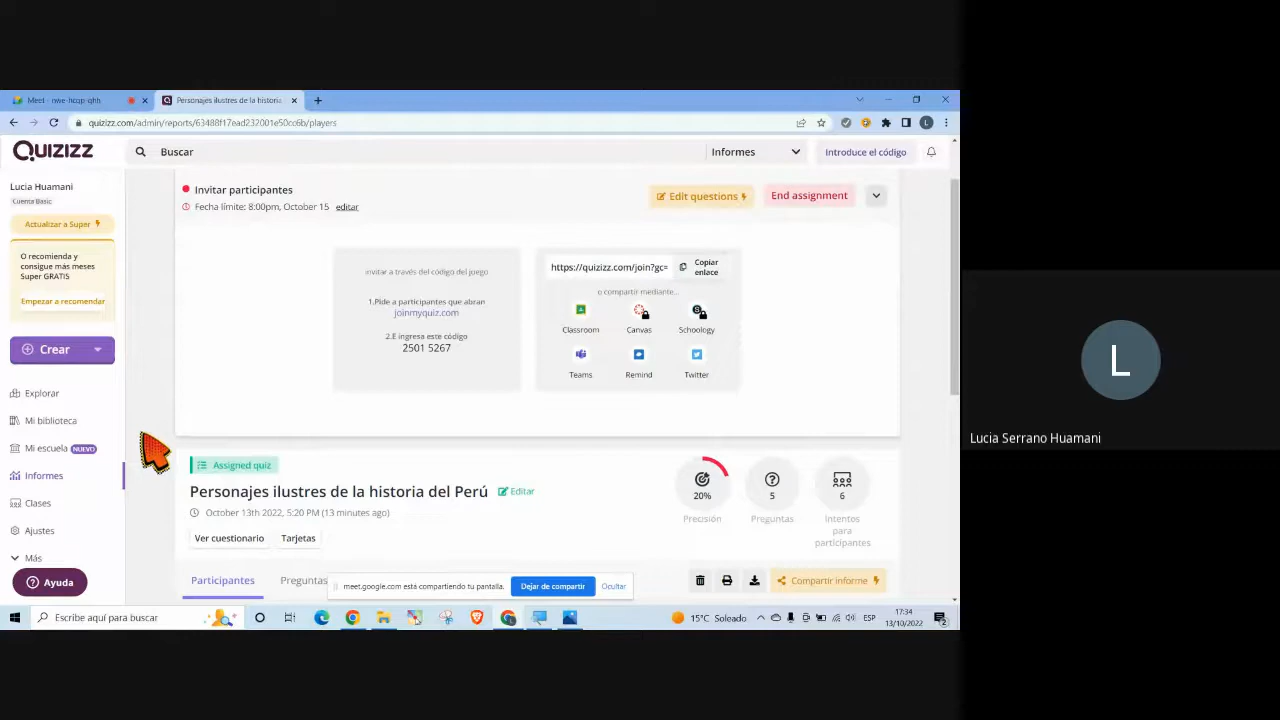 Meet - nwe-hcqp-qhh
Personajes ilustres de la historia
quizizz.com/admin/reports/63488f17ead232001e50cc6b/players
L
QUIZIZZ
Buscar
Informes
Introduce el código
Lucia Huamani
Cuenta Basic
Actualizar a Super
O recomienda y
consigue más meses
Super GRATIS
Empezar a recomendar
Crear
Explorar
Mi biblioteca
Mi escuela NUEVO
Informes
Clases
Ajustes
Más
Ayuda
Invitar participantes
Fecha límite: 8:00pm, October 15 editar
Edit questions
End assignment
invitar a través del código del juego
1.Pide a participantes que abran
joinmyquiz.com
2.E ingresa este código
2501 5267
https://quizizz.com/join?gc=
Copiar
enlace
o compartir mediante...
Classroom
Canvas
Schoology
Teams
Remind
Twitter
Assigned quiz
Personajes ilustres de la historia del Perú
Editar
October 13th 2022, 5:20 PM (13 minutes ago)
Ver cuestionario
Tarjetas
20%
Precisión
5
Preguntas
6
Intentos
para
participantes
Participantes
Preguntas
Compartir informe
meet.google.com está compartiendo tu pantalla.
Dejar de compartir
Ocultar
Escribe aquí para buscar
15°C Soleado
ESP
17:34
13/10/2022
2
L
Lucia Serrano Huamani